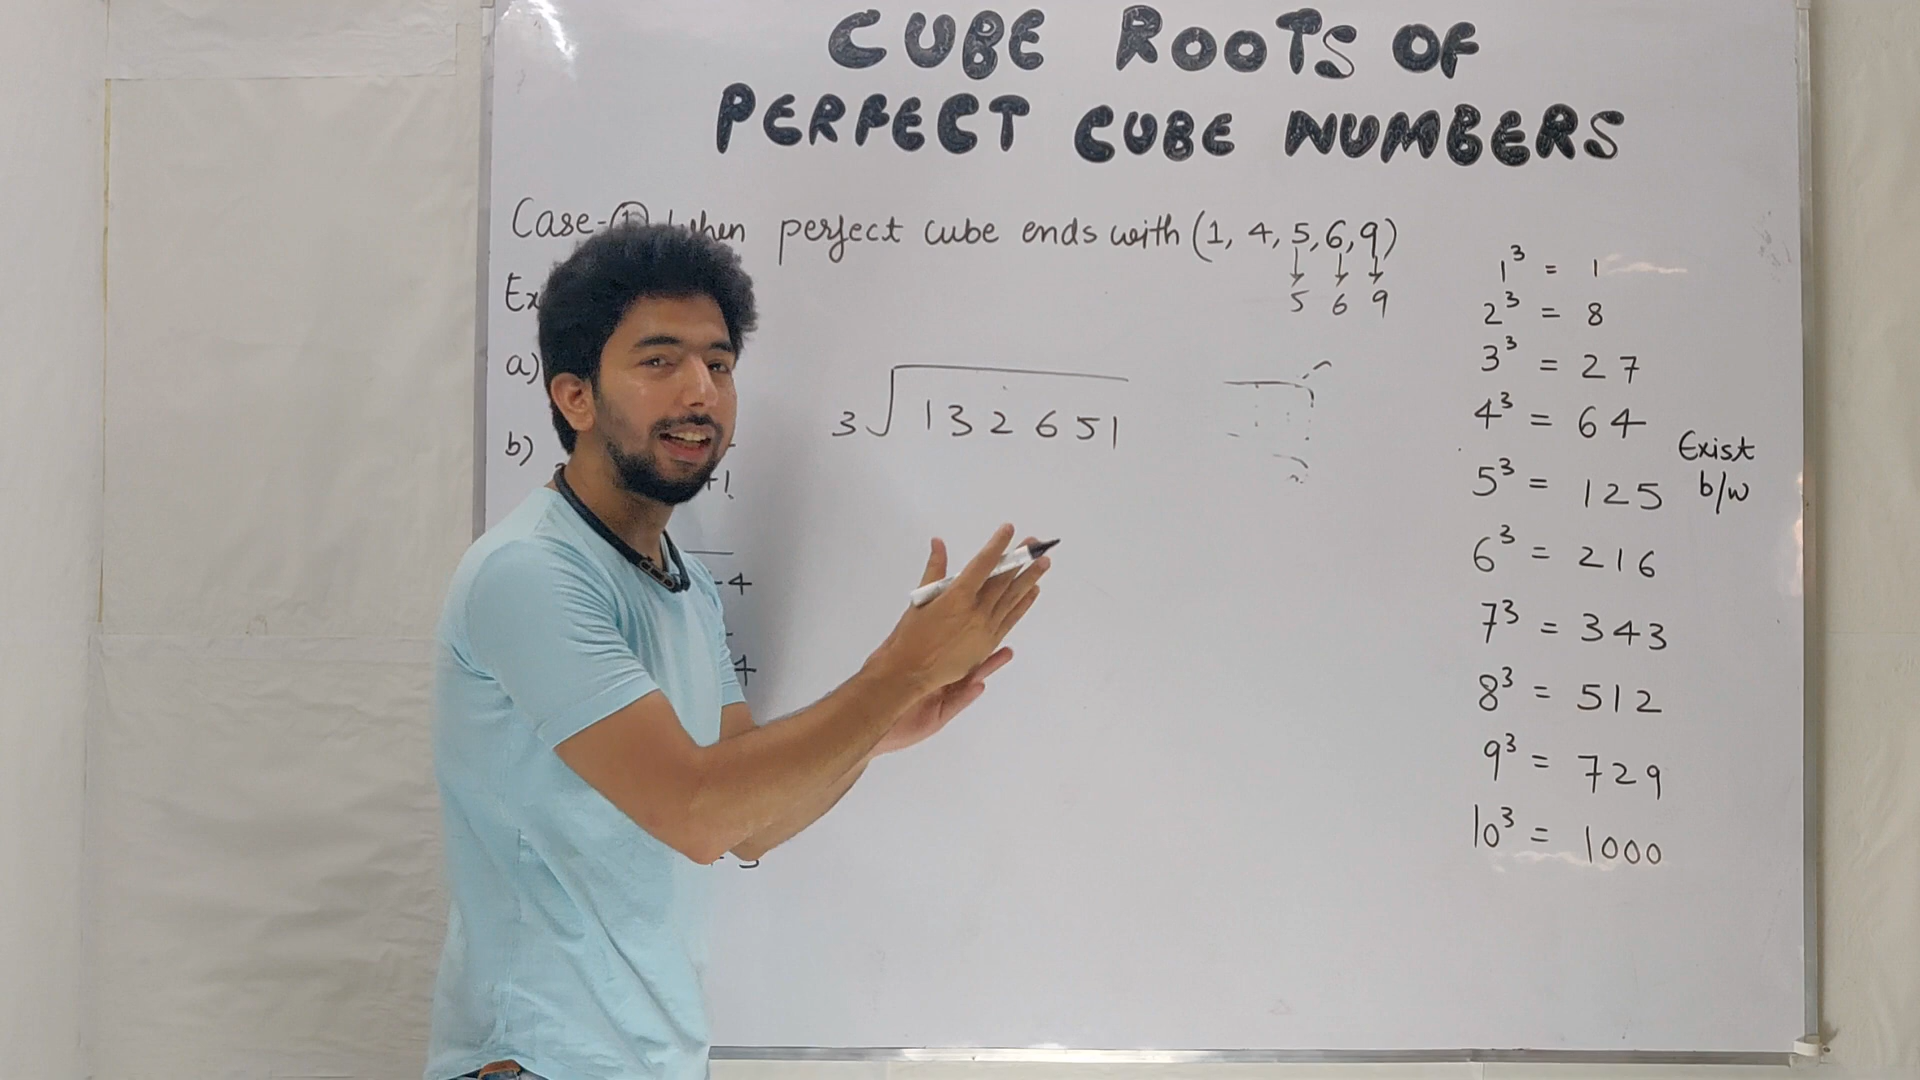 CUBE ROOTS OF
PERFECT CUBE NUMBERS
Case-① When perfect cube ends with (1, 4, 5, 6, 9)
5 6 9
Ex
a)
b)
3√132651
1³ = 1
2³ = 8
3³ = 27
4³ = 64
5³ = 125
6³ = 216
7³ = 343
8³ = 512
9³ = 729
10³ = 1000
Exist
b/w